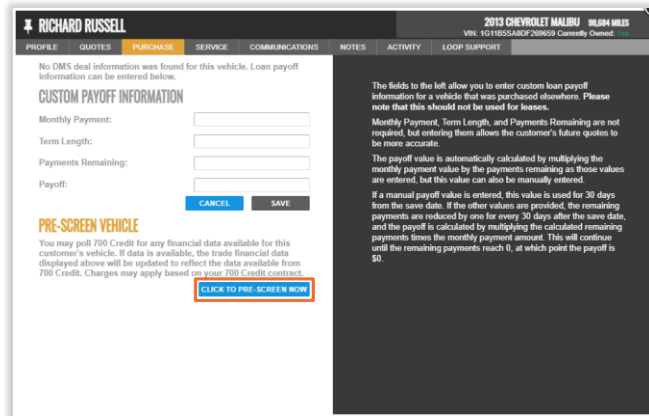 RICHARD RUSSELL
2013 CHEVROLET MALIBU 98,684 MILES
VIN: 1G11B5SA0DF269659 Currently Owned: Yes
PROFILE QUOTES PURCHASE SERVICE COMMUNICATIONS NOTES ACTIVITY LOOP SUPPORT
No DMS deal information was found for this vehicle. Loan payoff
information can be entered below.
CUSTOM PAYOFF INFORMATION
Monthly Payment:
Term Length:
Payments Remaining:
Payoff:
CANCEL SAVE
PRE-SCREEN VEHICLE
You may poll 700 Credit for any financial data available for this
customer's vehicle. If data is available, the trade financial data
displayed above will be updated to reflect the data available from
700 Credit. Charges may apply based on your 700 Credit contract.
CLICK TO PRE-SCREEN NOW
The fields to the left allow you to enter custom loan payoff
information for a vehicle that was purchased elsewhere. Please
note that this should not be used for leases.
Monthly Payment, Term Length, and Payments Remaining are not
required, but entering them allows the customer's future quotes to
be more accurate.
The payoff value is automatically calculated by multiplying the
monthly payment value by the payments remaining as those values
are entered, but this value can also be manually entered.
If a manual payoff value is entered, this value is used for 30 days
from the save date. If the other values are provided, the remaining
payments are reduced by one for every 30 days after the save date,
and the payoff is calculated by multiplying the calculated remaining
payments times the monthly payment amount. This will continue
until the remaining payments reach 0, at which point the payoff is
$0.